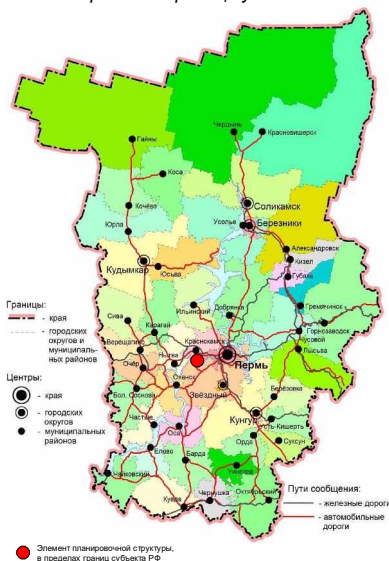 Гайны
Чердынь
Красновишерск
Коса
Кочёво
Соликамск
Юрла
Усолье
Березники
Александровск
Кизел
Кудымкар
Юсьва
Губаха
Границы:
- края
- городских
округов и
муниципаль-
ных районов
Ильинский
Добрянка
Гремячинск
Сива
Карагай
Горнозаводск
Чусовой
Верещагино
Краснокамск
Лысьва
Нытва
Пермь
Очёр
Оханск
Центры:
- края
- городских
округов
- муниципальных
районов
Бол. Соснова
Звёздный
Берёзовка
Частые
Кунгур
Усть-Кишерть
Оса
Орда
Суксун
Елово
Барда
Чайковский
Уинское
Пути сообщения:
- железные дороги
- автомобильные
дороги
Куеда
Чернушка
Октябрьский
Элемент планировочной структуры,
в пределах границ субъекта РФ